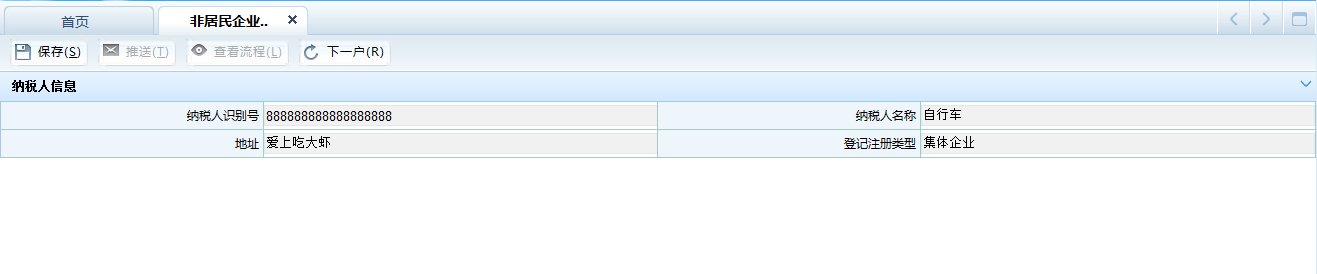 首页 非居民企业..
保存(S) 推送(T) 查看流程(L) 下一户(R)
纳税人信息
纳税人识别号 888888888888888888 纳税人名称 自行车
地址 爱上吃大虾 登记注册类型 集体企业